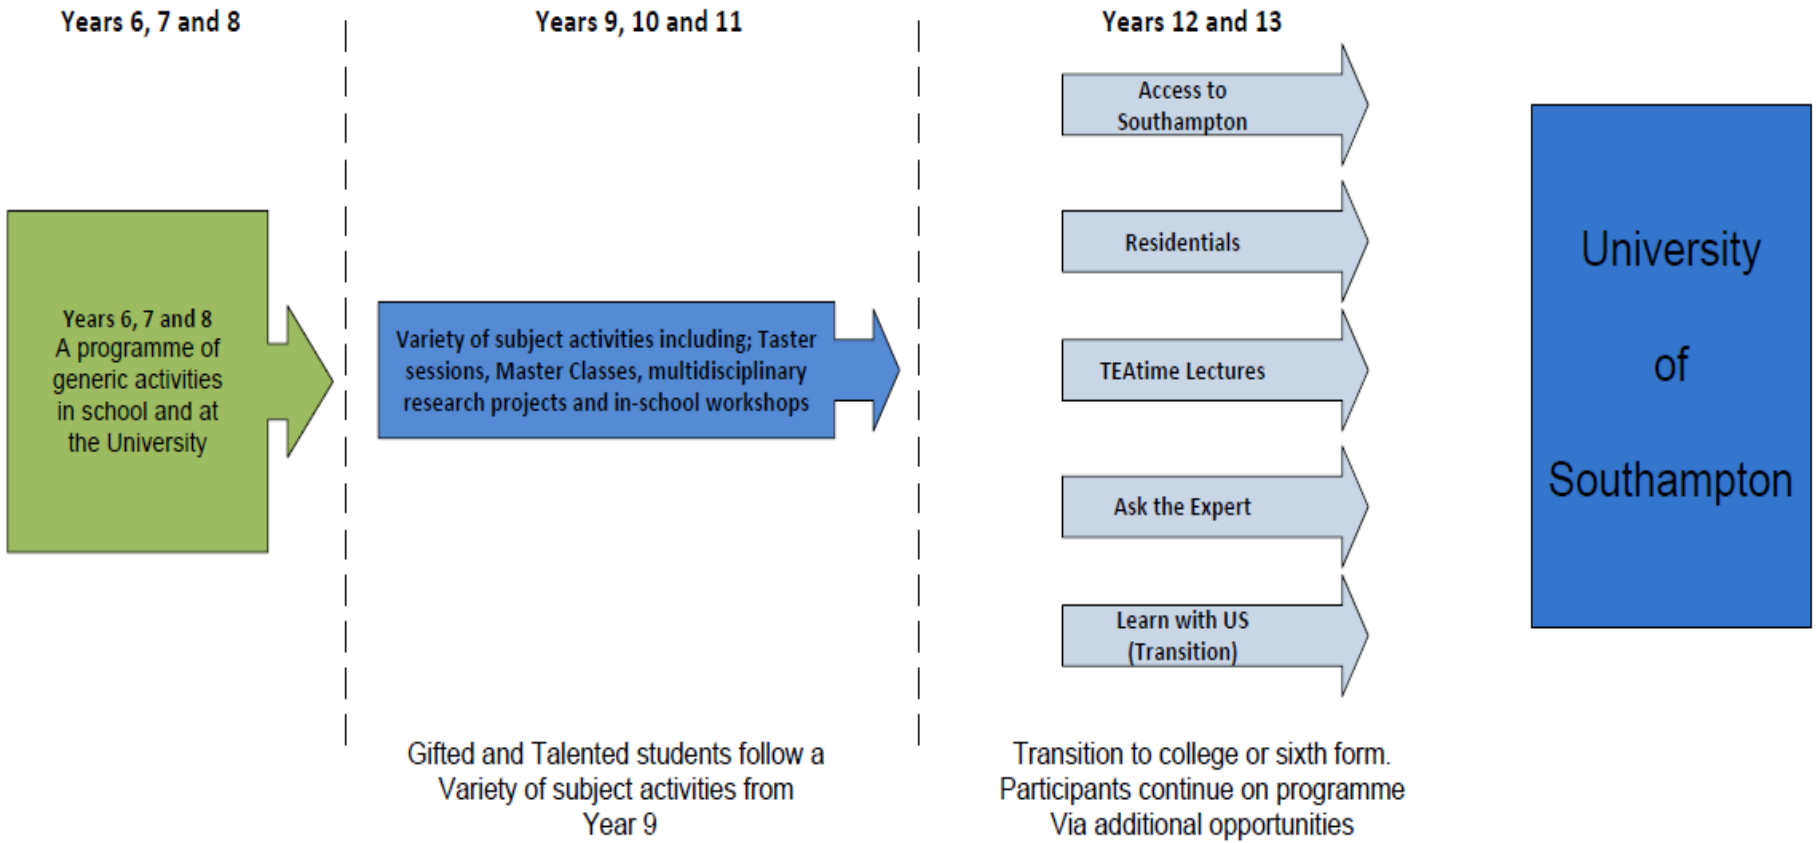 Years 6, 7 and 8
Years 9, 10 and 11
Years 12 and 13
Years 6, 7 and 8
A programme of
generic activities
in school and at
the University
Variety of subject activities including; Taster
sessions, Master Classes, multidisciplinary
research projects and in-school workshops
Gifted and Talented students follow a
Variety of subject activities from
Year 9
Access to
Southampton
Residentials
TEAtime Lectures
Ask the Expert
Learn with US
(Transition)
Transition to college or sixth form.
Participants continue on programme
Via additional opportunities
University
of
Southampton